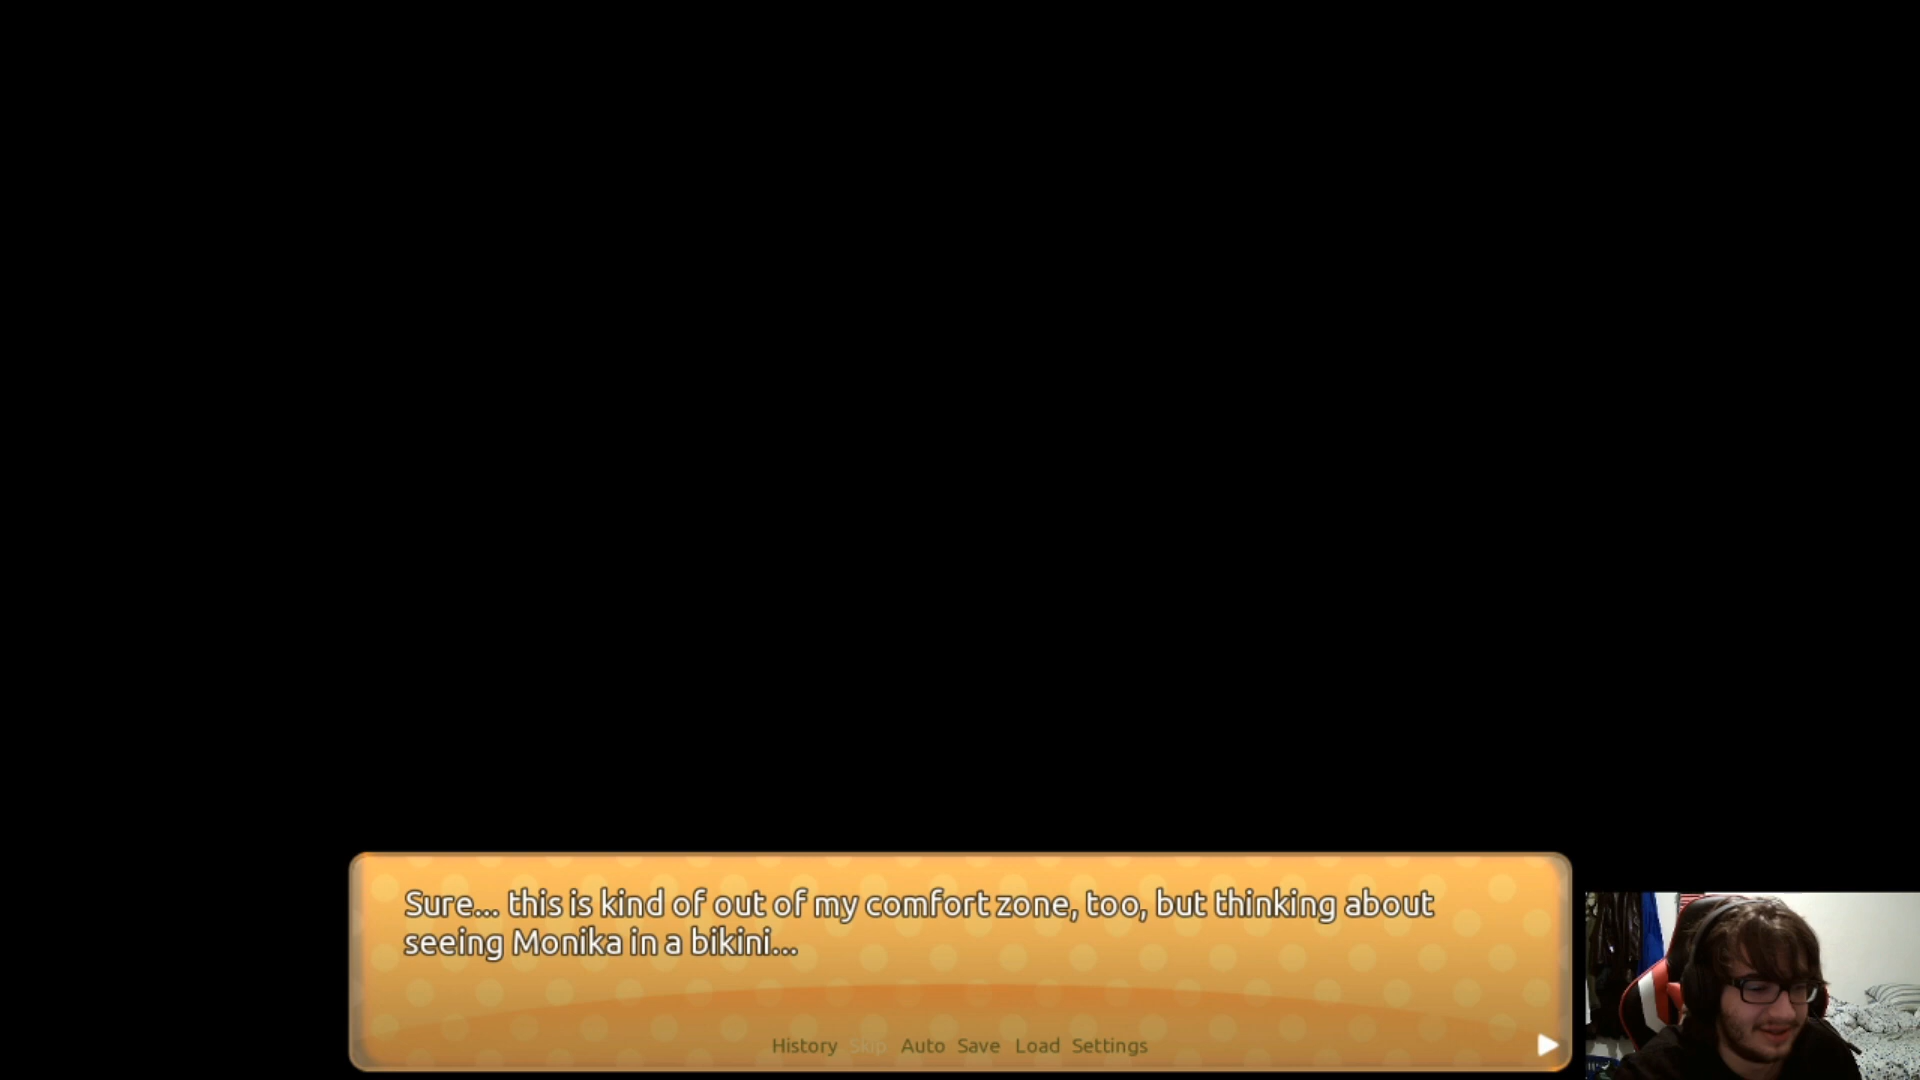 Sure... this is kind of out of my comfort zone, too, but thinking about
seeing Monika in a bikini...
History Skip Auto Save Load Settings